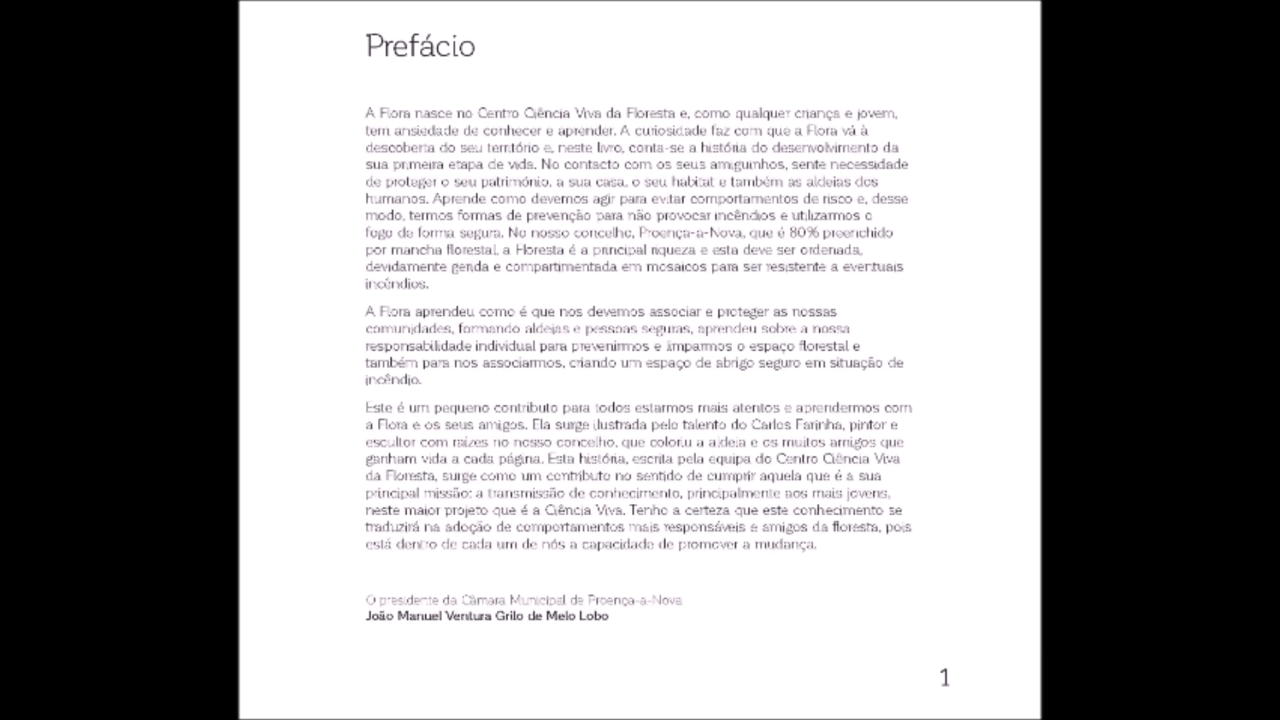 Prefácio
A Flora nasce no Centro Ciência Viva da Floresta e, como qualquer criança e jovem,
tem ansiedade de conhecer e aprender. A curiosidade faz com que a Flora vá à
descoberta do seu território e, neste livro, conta-se a história do desenvolvimento da
sua primeira etapa de vida. No contacto com os seus amiguinhos, sente necessidade
de proteger o seu património, a sua casa, o seu habitat e também as aldeias dos
humanos. Aprende como devemos agir para evitar comportamentos de risco e, desse
modo, termos formas de prevenção para não provocar incêndios e utilizarmos o
fogo de forma segura. No nosso concelho, Proença-a-Nova, que é 80% preenchido
por mancha florestal, a Floresta é a principal riqueza e esta deve ser ordenada,
devidamente gerida e compartimentada em mosaicos para ser resistente a eventuais
incêndios.
A Flora aprendeu como é que nos devemos associar e proteger as nossas
comunidades, formando aldeias e pessoas seguras, aprendeu sobre a nossa
responsabilidade individual para prevenirmos e limparmos o espaço florestal e
também para nos associarmos, criando um espaço de abrigo seguro em situação de
incêndio.
Este é um pequeno contributo para todos estarmos mais atentos e aprendermos com
a Flora e os seus amigos. Ela surge ilustrada pelo talento do Carlos Farinha, pintor e
escultor com raízes no nosso concelho, que coloriu a aldeia e os muitos amigos que
ganham vida a cada página. Esta história, escrita pela equipa do Centro Ciência Viva
da Floresta, surge como um contributo no sentido de cumprir aquela que é a sua
principal missão: a transmissão de conhecimento, principalmente aos mais jovens,
neste maior projeto que é a Ciência Viva. Tenho a certeza que este conhecimento se
traduzirá na adoção de comportamentos mais responsáveis e amigos da floresta, pois
está dentro de cada um de nós a capacidade de promover a mudança.
O presidente da Câmara Municipal de Proença-a-Nova
João Manuel Ventura Grilo de Melo Lobo
1